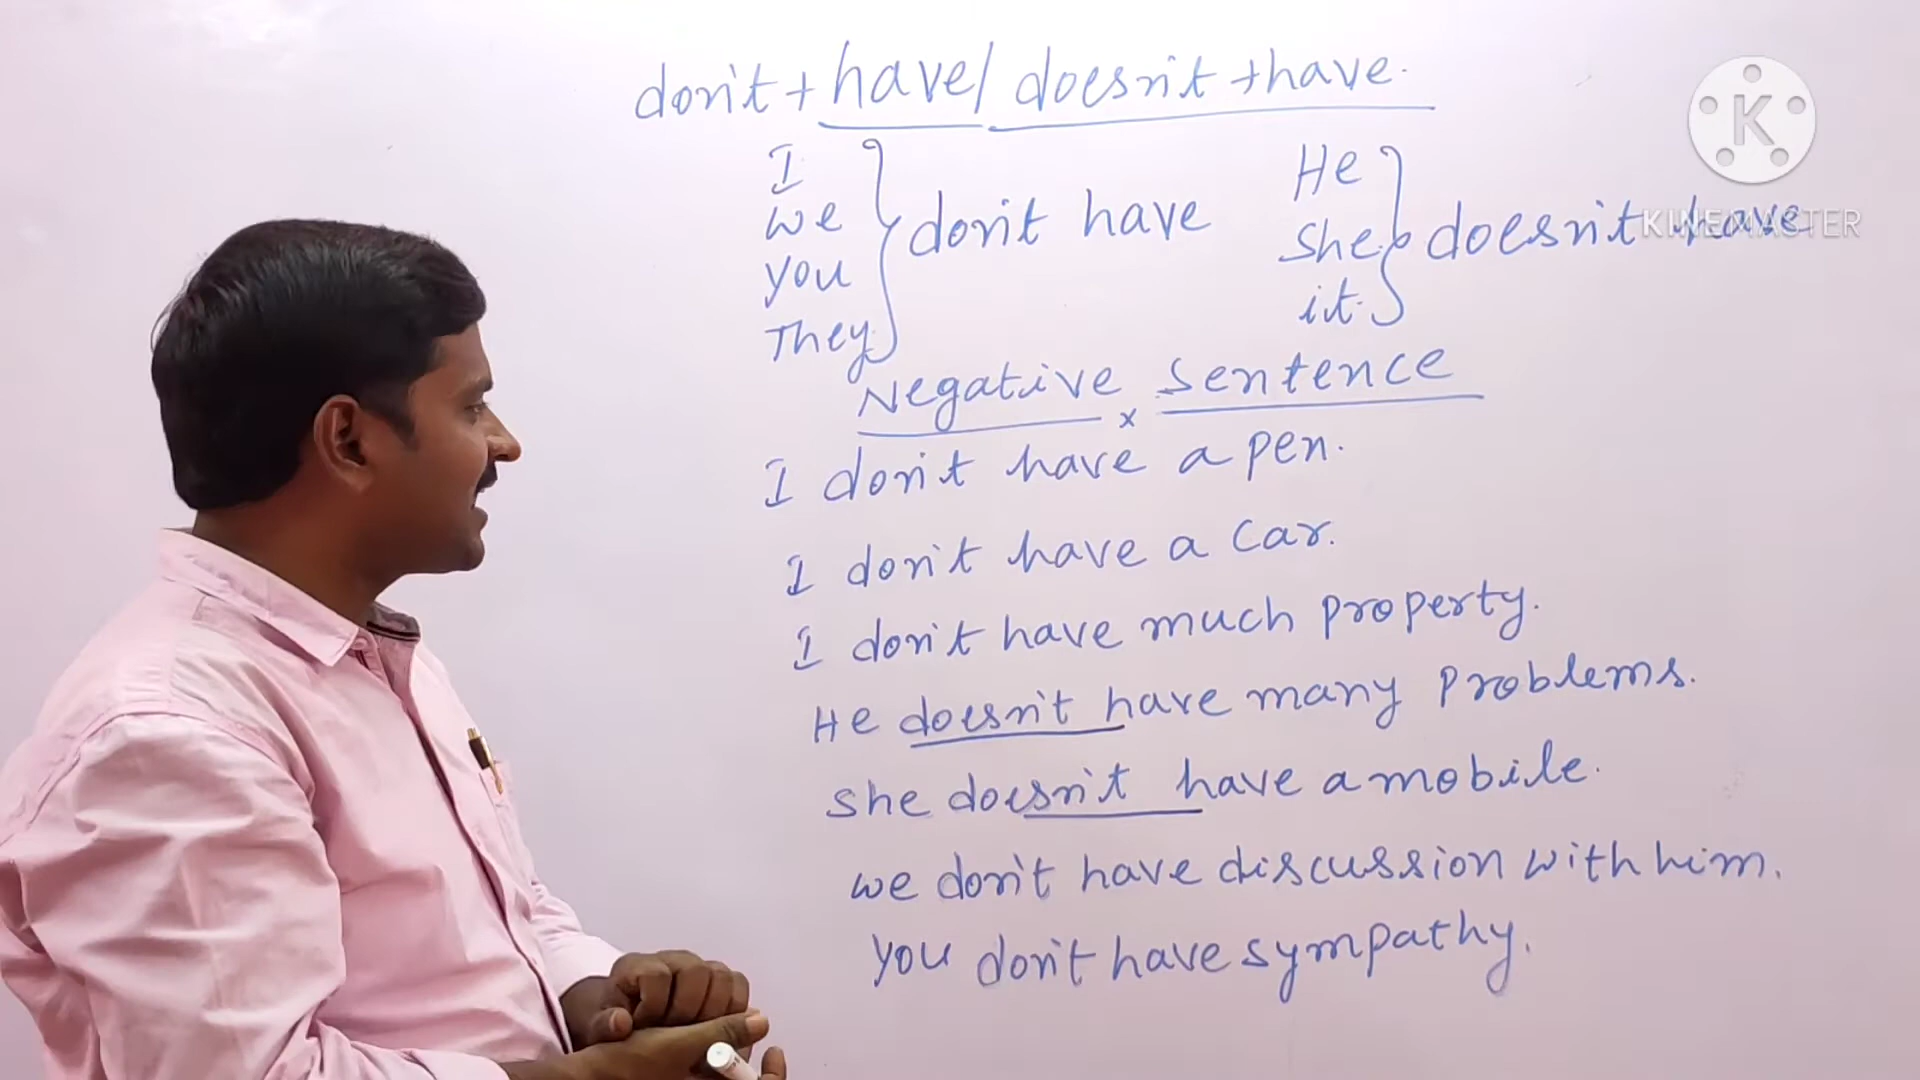 don't + have / doesn't + have.
I
we
you
They
don't have
He
She
it.
doesn't have
Negative Sentence
x
I don't have a pen.
I don't have a car.
I don't have much property.
He doesn't have many problems.
she doesn't have a mobile.
we don't have discussion with him.
you don't have sympathy.
K
KINEMASTER